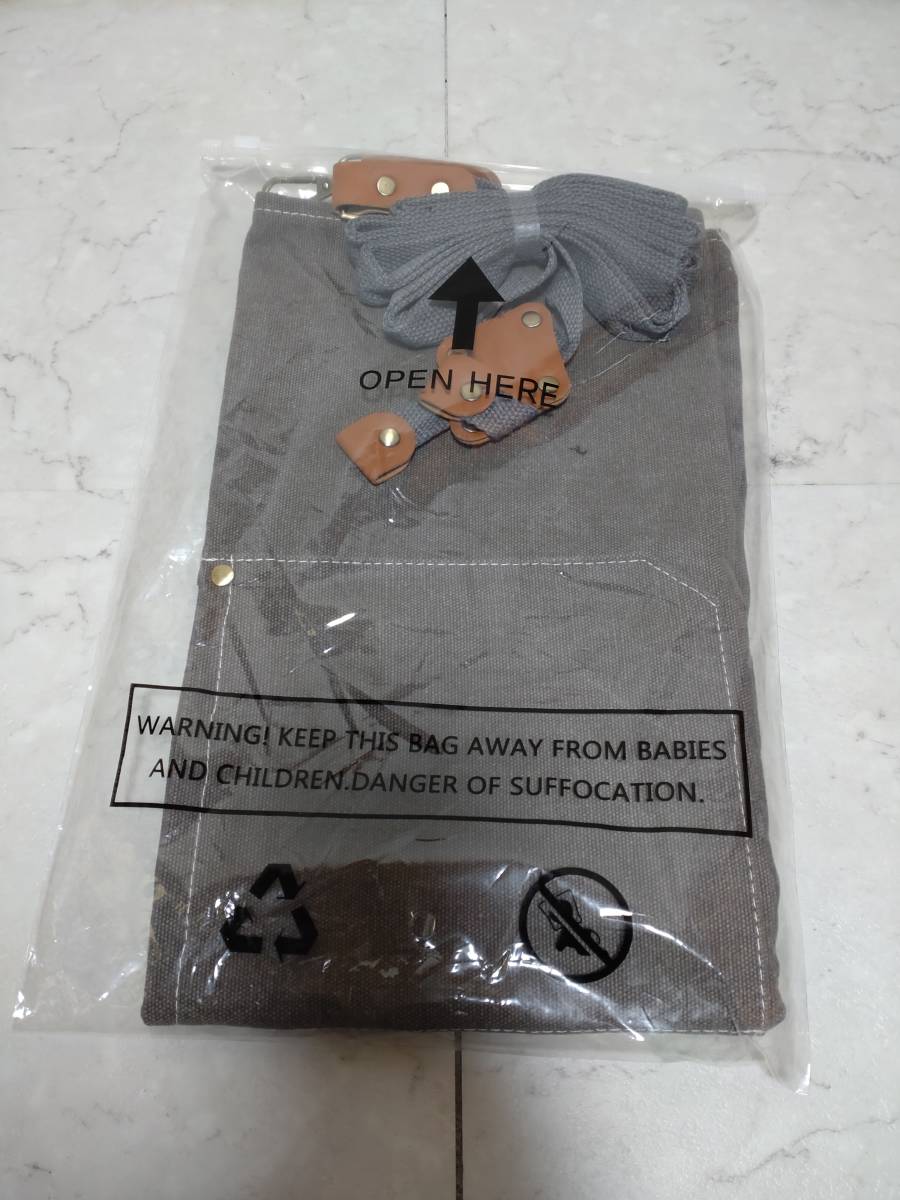 OPEN HERE
WARNING! KEEP THIS BAG AWAY FROM BABIES
AND CHILDREN.DANGER OF SUFFOCATION.